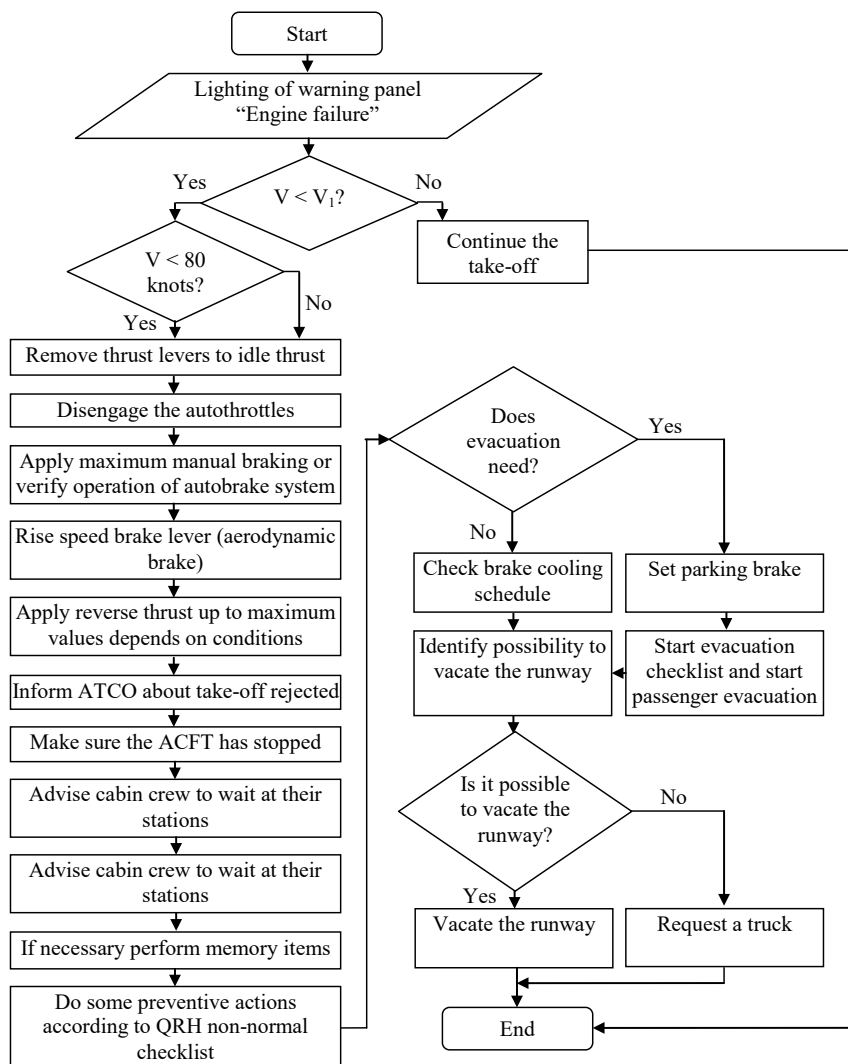 Start
Lighting of warning panel
“Engine failure”
Yes
V < V₁?
No
Continue the
take-off
V < 80
knots?
No
Yes
Remove thrust levers to idle thrust
Disengage the autothrottles
Apply maximum manual braking or
verify operation of autobrake system
Rise speed brake lever (aerodynamic
brake)
Apply reverse thrust up to maximum
values depends on conditions
Inform ATCO about take-off rejected
Make sure the ACFT has stopped
Advise cabin crew to wait at their
stations
Advise cabin crew to wait at their
stations
If necessary perform memory items
Do some preventive actions
according to QRH non-normal
checklist
Does
evacuation
need?
Yes
No
Check brake cooling
schedule
Set parking brake
Identify possibility to
vacate the runway
Start evacuation
checklist and start
passenger evacuation
Is it possible
to vacate the
runway?
No
Yes
Vacate the runway
Request a truck
End